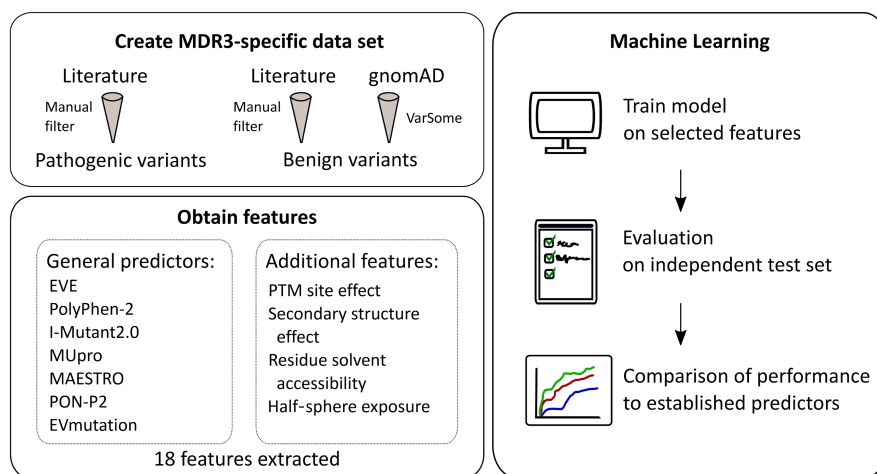 Create MDR3-specific data set
Literature
Manual
filter
Pathogenic variants
Literature
gnomAD
Manual
filter
VarSome
Benign variants
Obtain features
General predictors:
EVE
PolyPhen-2
I-Mutant2.0
MUpro
MAESTRO
PON-P2
EVmutation
Additional features:
PTM site effect
Secondary structure
effect
Residue solvent
accessibility
Half-sphere exposure
18 features extracted
Machine Learning
Train model
on selected features
Evaluation
on independent test set
Comparison of performance
to established predictors